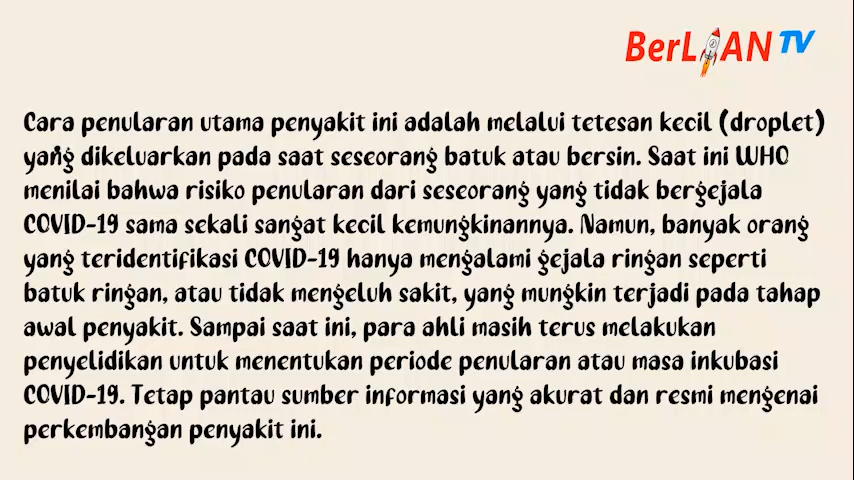 BerLIAN TV
Cara penularan utama penyakit ini adalah melalui tetesan kecil (droplet)
yang dikeluarkan pada saat seseorang batuk atau bersin. Saat ini WHO
menilai bahwa risiko penularan dari seseorang yang tidak bergejala
COVID-19 sama sekali sangat kecil kemungkinannya. Namun, banyak orang
yang teridentifikasi COVID-19 hanya mengalami gejala ringan seperti
batuk ringan, atau tidak mengeluh sakit, yang mungkin terjadi pada tahap
awal penyakit. Sampai saat ini, para ahli masih terus melakukan
penyelidikan untuk menentukan periode penularan atau masa inkubasi
COVID-19. Tetap pantau sumber informasi yang akurat dan resmi mengenai
perkembangan penyakit ini.